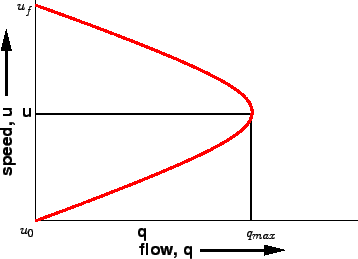 u_f
speed, u
u
u_0
q
q_max
flow, q